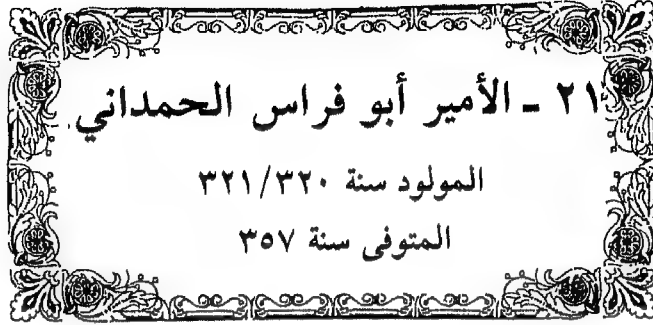 ٢١ - الأمير أبو فراس الحمداني
المولود سنة ٣٢١/٣٢٠
المتوفى سنة ٣٥٧